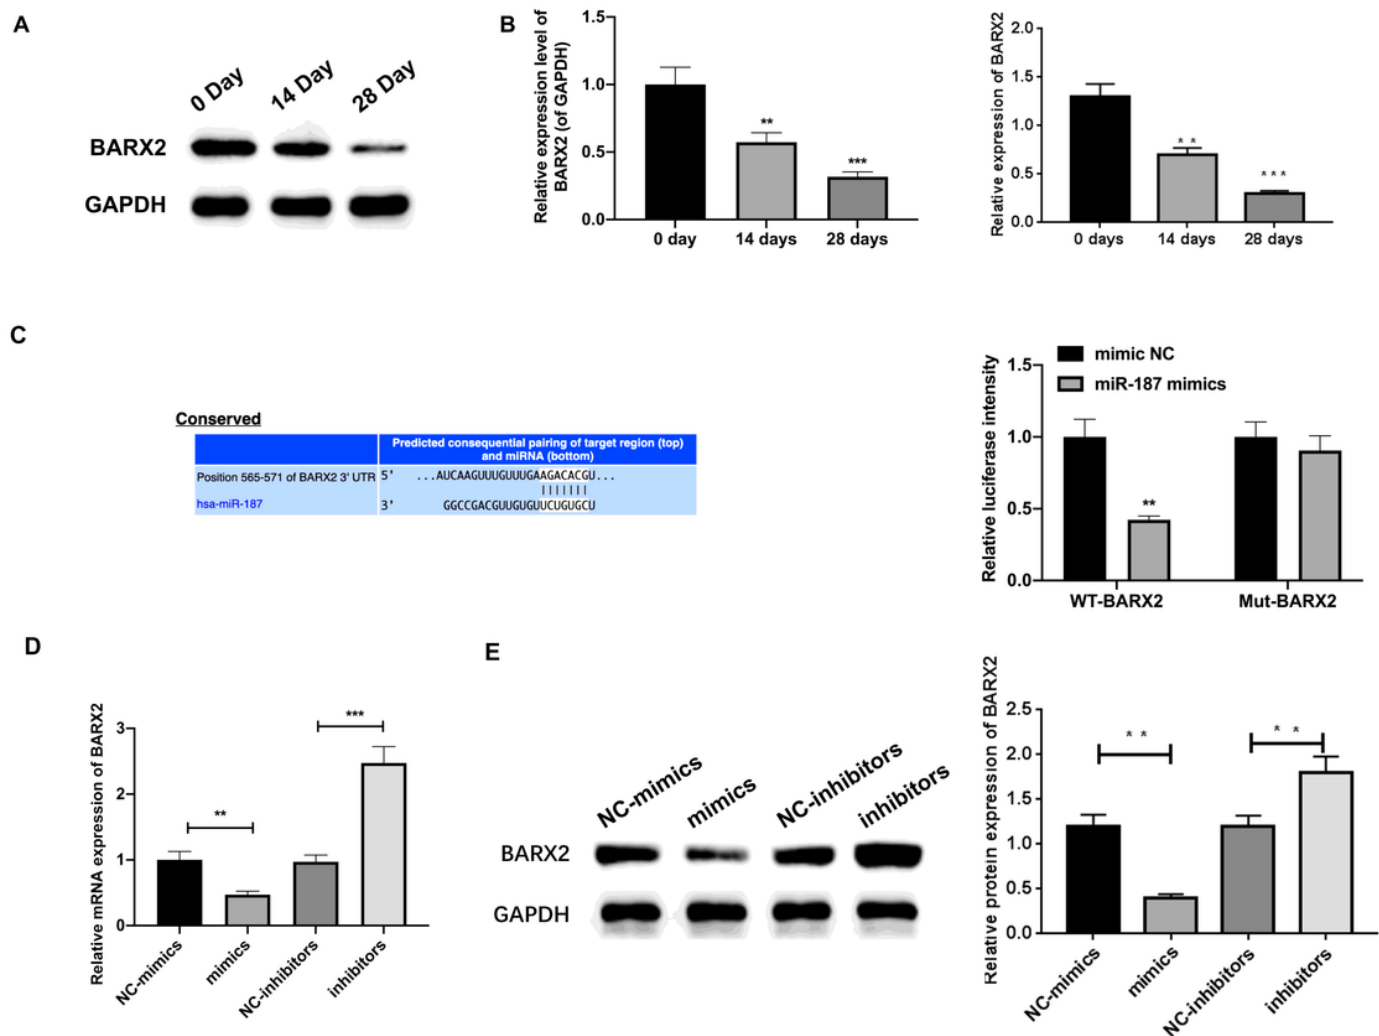 A
0 Day
14 Day
28 Day
BARX2
GAPDH
B
Relative expression level of
BARX2 (of GAPDH)
1.5
1.0
0.5
0.0
**
***
0 day
14 days
28 days
Relative expression of BARX2
2.0
1.5
1.0
0.5
0.0
* *
* * *
0 days
14 days
28 days
C
Conserved
Predicted consequential pairing of target region (top)
and miRNA (bottom)
Position 565-571 of BARX2 3' UTR 5' ...AUCAAGUUUGUUUGAAGACACGU...
hsa-miR-187 3' GGCCGACGUUGUGUUCUGUGCU
mimic NC
miR-187 mimics
Relative luciferase intensity
1.5
1.0
0.5
0.0
**
WT-BARX2
Mut-BARX2
D
Relative mRNA expression of BARX2
3
2
1
0
**
***
NC-mimics
mimics
NC-inhibitors
inhibitors
E
NC-mimics
mimics
NC-inhibitors
inhibitors
BARX2
GAPDH
Relative protein expression of BARX2
2.5
2.0
1.5
1.0
0.5
0.0
* *
* *
NC-mimics
mimics
NC-inhibitors
inhibitors